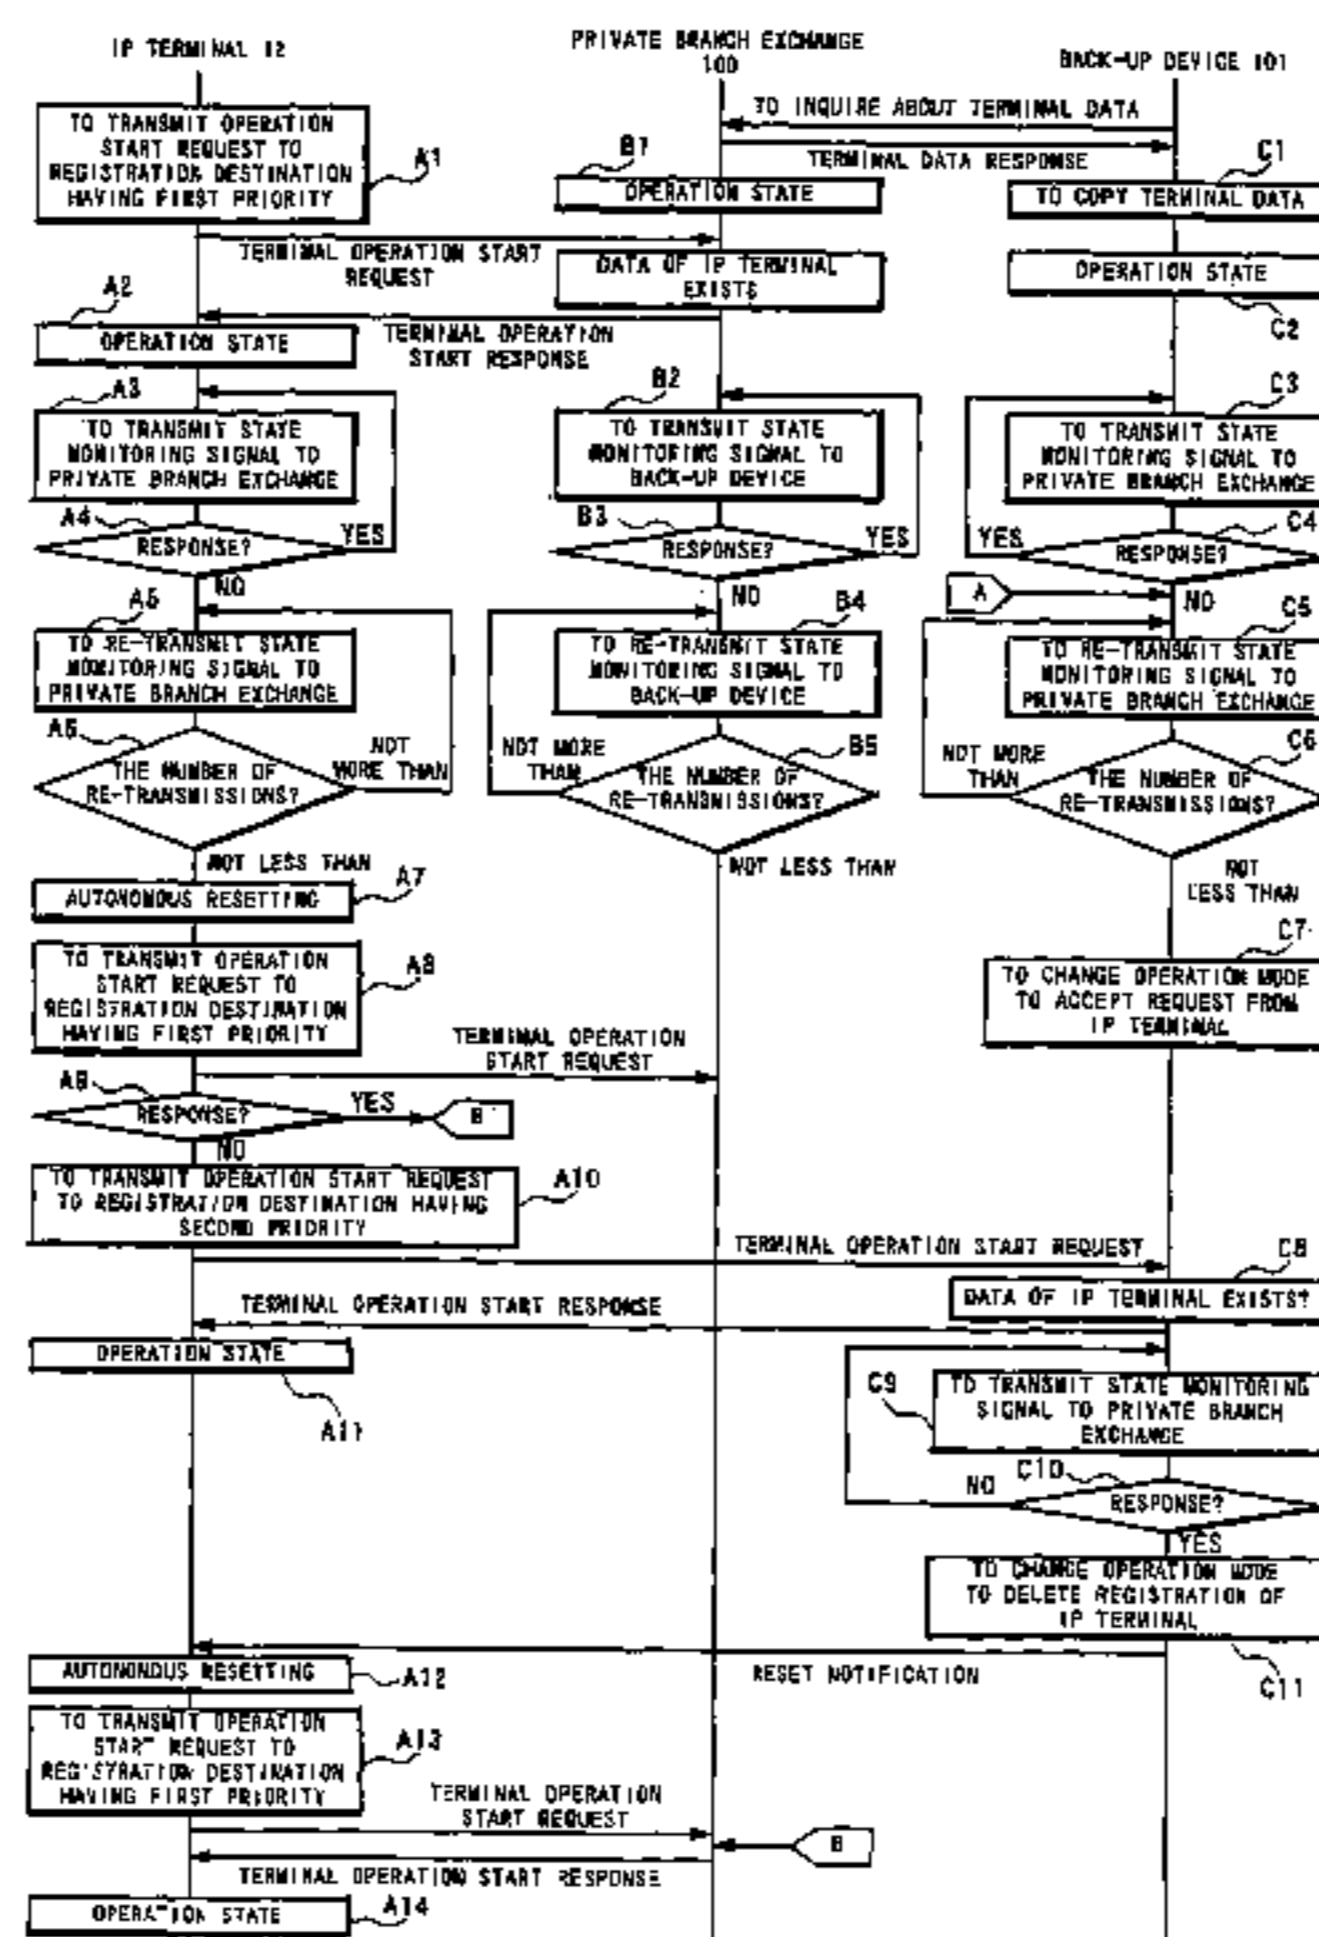 IP TERMINAL 12
PRIVATE BRANCH EXCHANGE
100
BACK-UP DEVICE 101
TO TRANSMIT OPERATION
START REQUEST TO
REGISTRATION DESTINATION
HAVING FIRST PRIORITY
A1
TO INQUIRE ABOUT TERMINAL DATA
TERMINAL DATA RESPONSE
B1
OPERATION STATE
C1
TO COPY TERMINAL DATA
TERMINAL OPERATION START
REQUEST
DATA OF IP TERMINAL
EXISTS
OPERATION STATE
C2
A2
OPERATION STATE
TERMINAL OPERATION
START RESPONSE
A3
TO TRANSMIT STATE
MONITORING SIGNAL TO
PRIVATE BRANCH EXCHANGE
B2
TO TRANSMIT STATE
MONITORING SIGNAL TO
BACK-UP DEVICE
C3
TO TRANSMIT STATE
MONITORING SIGNAL TO
PRIVATE BRANCH EXCHANGE
A4
RESPONSE?
YES
NO
B3
RESPONSE?
YES
NO
C4
YES
RESPONSE?
A
NO
A5
TO RE-TRANSMIT STATE
MONITORING SIGNAL TO
PRIVATE BRANCH EXCHANGE
B4
TO RE-TRANSMIT STATE
MONITORING SIGNAL TO
BACK-UP DEVICE
C5
TO RE-TRANSMIT STATE
MONITORING SIGNAL TO
PRIVATE BRANCH EXCHANGE
A6
THE NUMBER OF
RE-TRANSMISSIONS?
NOT
MORE THAN
NOT LESS THAN
B5
NOT MORE
THAN
THE NUMBER OF
RE-TRANSMISSIONS?
NOT LESS THAN
C6
NOT MORE
THAN
THE NUMBER OF
RE-TRANSMISSIONS?
NOT
LESS THAN
A7
AUTONOMOUS RESETTING
C7
TO CHANGE OPERATION MODE
TO ACCEPT REQUEST FROM
IP TERMINAL
A8
TO TRANSMIT OPERATION
START REQUEST TO
REGISTRATION DESTINATION
HAVING FIRST PRIORITY
TERMINAL OPERATION
START REQUEST
A9
RESPONSE?
YES
B
NO
TO TRANSMIT OPERATION START REQUEST
TO REGISTRATION DESTINATION HAVING
SECOND PRIORITY
A10
TERMINAL OPERATION START REQUEST
C8
DATA OF IP TERMINAL EXISTS?
TERMINAL OPERATION START RESPONSE
OPERATION STATE
A11
C9
TO TRANSMIT STATE MONITORING
SIGNAL TO PRIVATE BRANCH
EXCHANGE
C10
NO
RESPONSE?
YES
TO CHANGE OPERATION MODE
TO DELETE REGISTRATION OF
IP TERMINAL
C11
RESET NOTIFICATION
AUTONONOUS RESETTING
A12
TO TRANSMIT OPERATION
START REQUEST TO
REGISTRATION DESTINATION
HAVING FIRST PRIORITY
A13
TERMINAL OPERATION
START REQUEST
B
TERMINAL OPERATION START RESPONSE
OPERATION STATE
A14